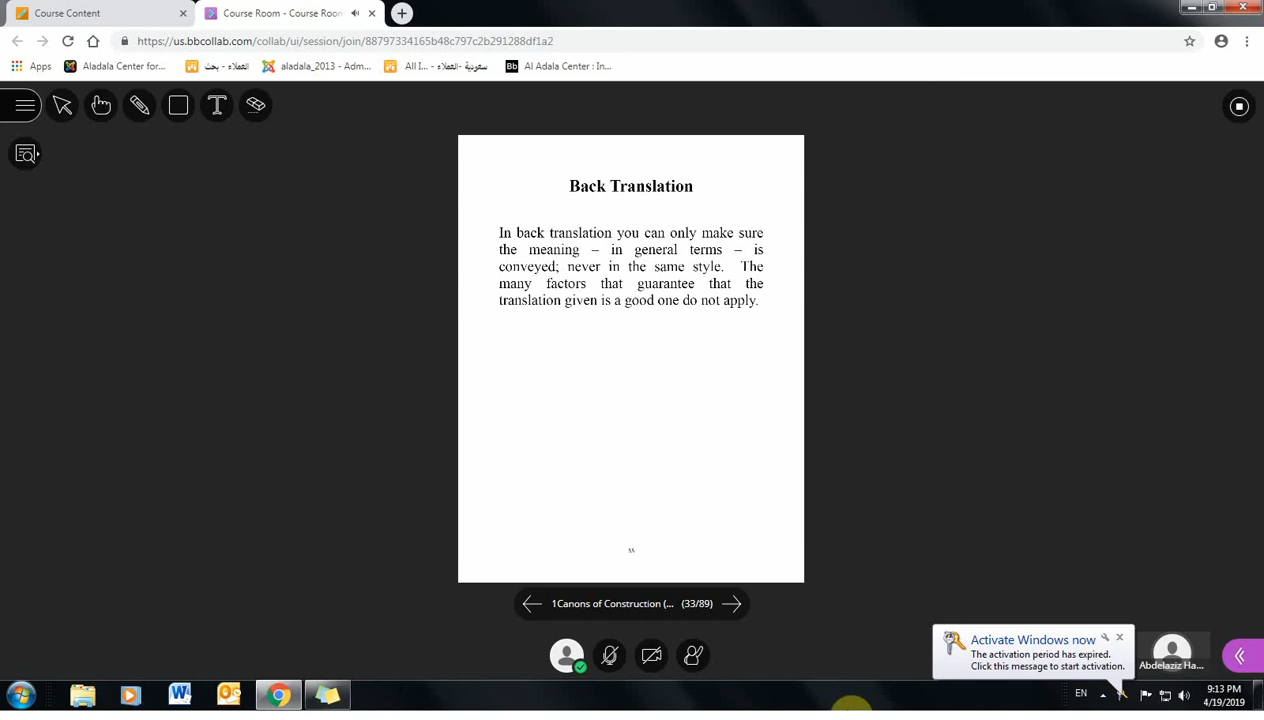 Course Content
Course Room - Course Room
https://us.bbcollab.com/collab/ui/session/join/88797334165b48c797c2b291288df1a2
Apps
Aladala Center for...
العملاء - بحث
aladala_2013 - Adm...
All I... - سعودية -العملاء
Bb
Al Adala Center : In...
T
Back Translation
In back translation you can only make sure
the meaning – in general terms – is
conveyed; never in the same style. The
many factors that guarantee that the
translation given is a good one do not apply.
1Canons of Construction (... (33/89)
Activate Windows now
The activation period has expired.
Click this message to start activation.
Abdelaziz Ha...
EN
9:13 PM
4/19/2019